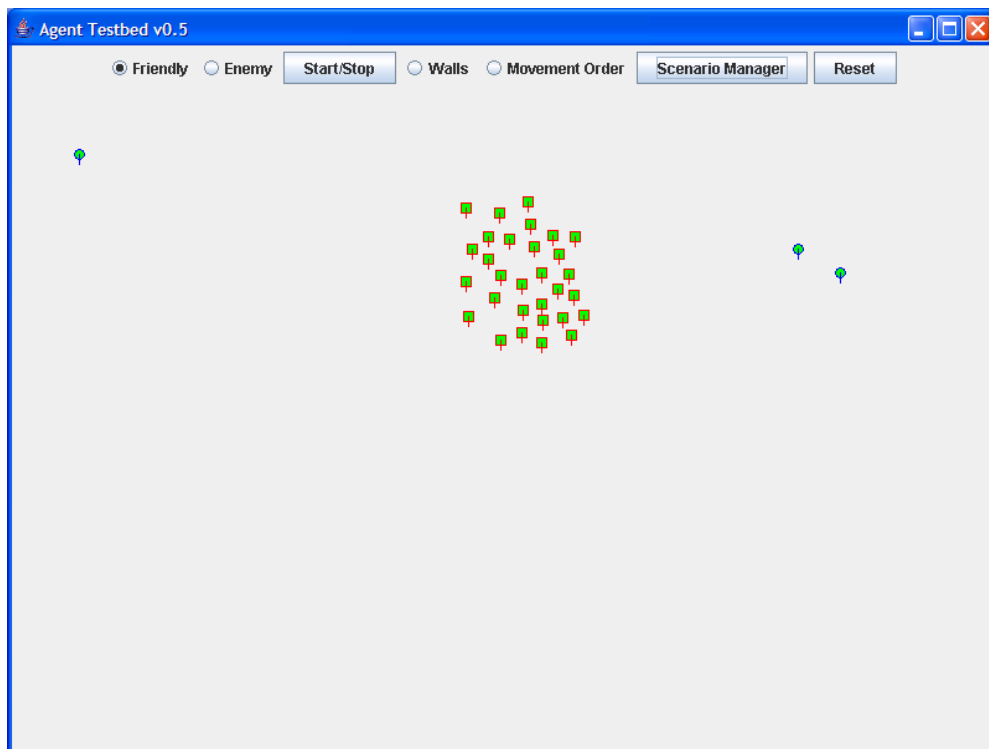 Agent Testbed v0.5
Friendly Enemy Start/Stop Walls Movement Order Scenario Manager Reset